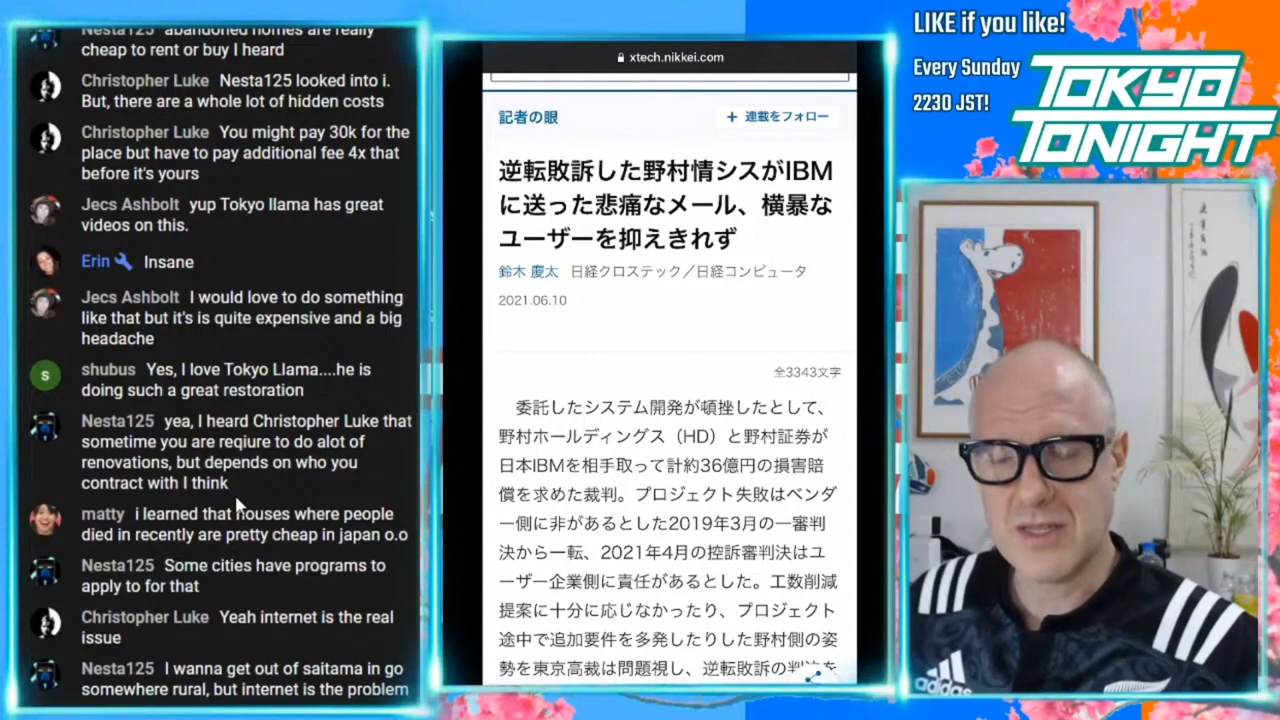 Nesta125 abandoned homes are really
cheap to rent or buy I heard
Christopher Luke Nesta125 looked into i.
But, there are a whole lot of hidden costs
Christopher Luke You might pay 30k for the
place but have to pay additional fee 4x that
before it's yours
Jecs Ashbolt yup Tokyo llama has great
videos on this.
Erin Insane
Jecs Ashbolt I would love to do something
like that but it's is quite expensive and a big
headache
S
shubus Yes, I love Tokyo Llama....he is
doing such a great restoration
Nesta125 yea, I heard Christopher Luke that
sometime you are reqiure to do alot of
renovations, but depends on who you
contract with I think
matty i learned that houses where people
died in recently are pretty cheap in japan o.o
Nesta125 Some cities have programs to
apply to for that
Christopher Luke Yeah internet is the real
issue
Nesta125 I wanna get out of saitama in go
somewhere rural, but internet is the problem
xtech.nikkei.com
記者の眼
+ 連載をフォロー
逆転敗訴した野村情シスがIBM
に送った悲痛なメール、横暴な
ユーザーを抑えきれず
鈴木 慶太 日経クロステック／日経コンピュータ
2021.06.10
全3343文字
委託したシステム開発が頓挫したとして、
野村ホールディングス（HD）と野村証券が
日本IBMを相手取って計約36億円の損害賠
償を求めた裁判。プロジェクト失敗はベンダ
ー側に非があるとした2019年3月の一審判
決から一転、2021年4月の控訴審判決はユ
ーザー企業側に責任があるとした。工数削減
提案に十分に応じなかったり、プロジェクト
途中で追加要件を多発したりした野村側の姿
勢を東京高裁は問題視し、逆転敗訴の判決を
LIKE if you like!
Every Sunday
2230 JST!
TOKYO
TONIGHT
adidas